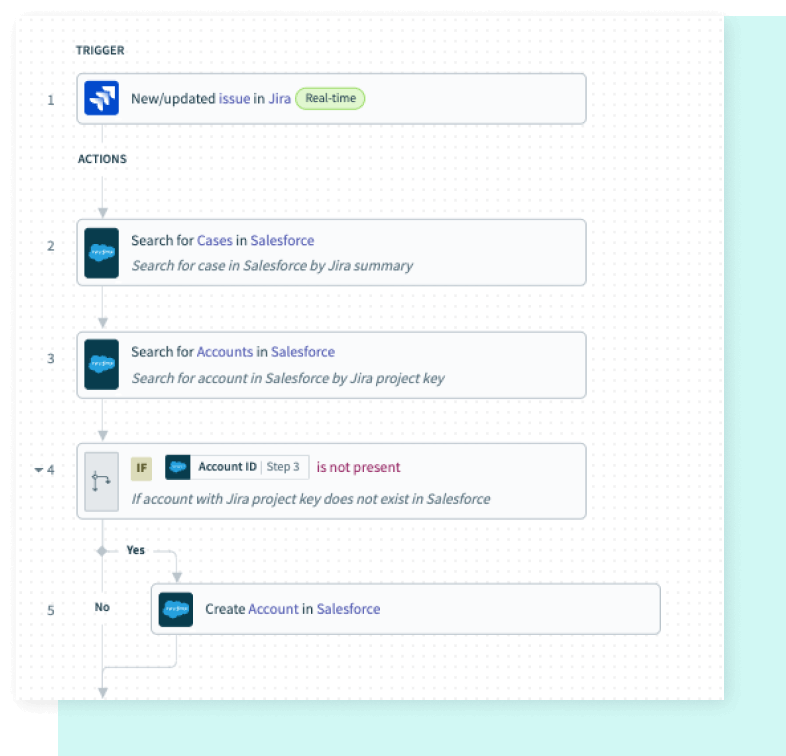 TRIGGER
1 New/updated issue in Jira Real-time
ACTIONS
2 Search for Cases in Salesforce
Search for case in Salesforce by Jira summary
3 Search for Accounts in Salesforce
Search for account in Salesforce by Jira project key
4 IF Account ID | Step 3 is not present
If account with Jira project key does not exist in Salesforce
Yes
5 No Create Account in Salesforce